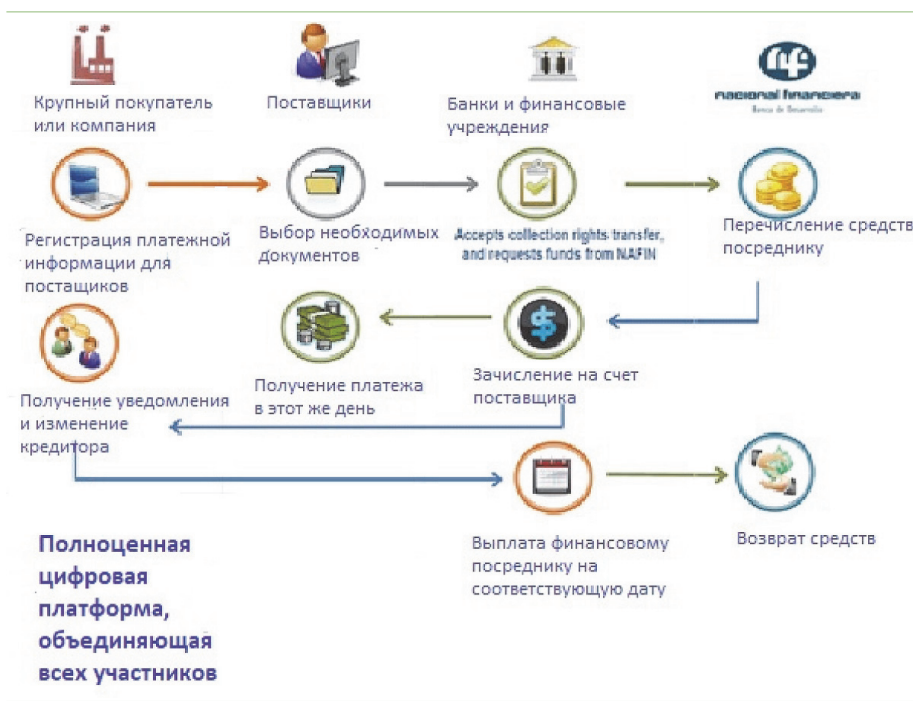 Крупный покупатель
или компания
Поставщики
Банки и финансовые
учреждения
nacional financiera
Banca de Desarrollo
Регистрация платежной
информации для
постащиков
Выбор необходимых
документов
Accepts collection rights transfer,
and requests funds from NAFIN
Перечисление средств
посреднику
Получение уведомления
и изменение
кредитора
Получение платежа
в этот же день
Зачисление на счет
поставщика
Выплата финансовому
посреднику на
соответствующую дату
Возврат средств
Полноценная
цифровая
платформа,
объединяющая
всех участников